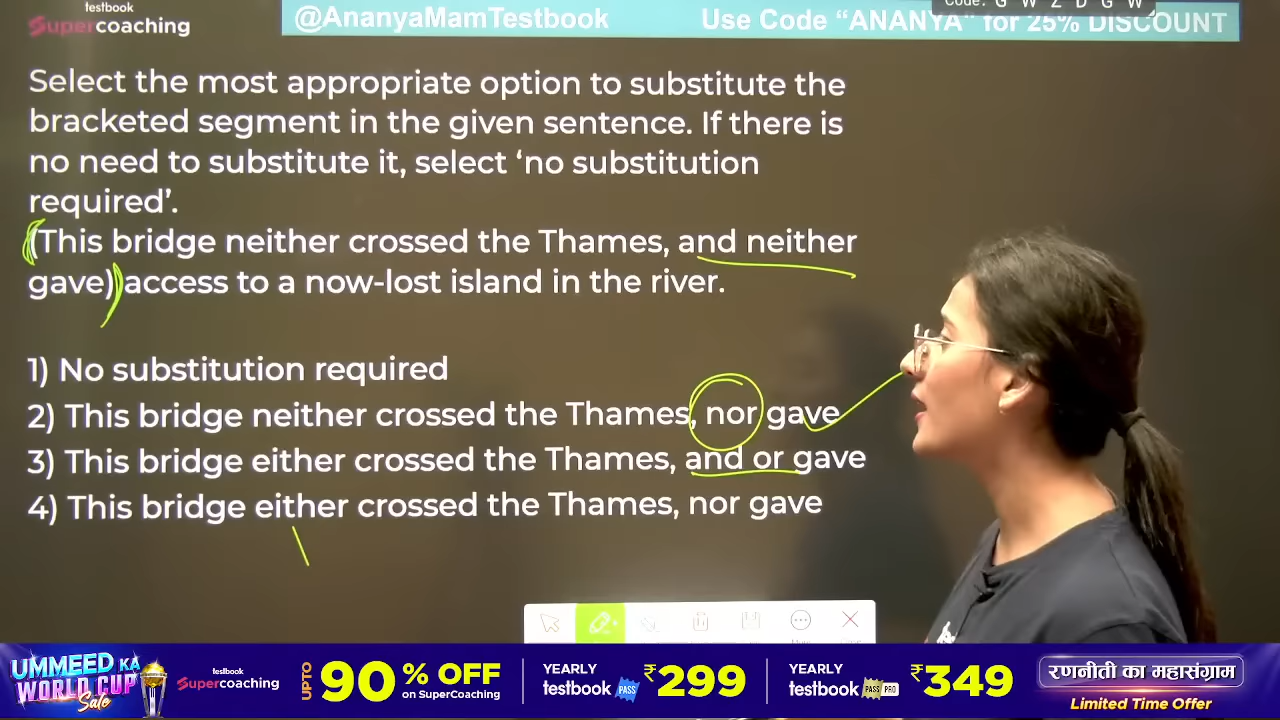 testbook
Supercoaching
@AnanyaMamTestbook
Use Code “ANANYA” for 25% DISCOUNT
Code: G W Z D G W
Select the most appropriate option to substitute the
bracketed segment in the given sentence. If there is
no need to substitute it, select ‘no substitution
required’.
(This bridge neither crossed the Thames, and neither
gave) access to a now-lost island in the river.
1) No substitution required
2) This bridge neither crossed the Thames, nor gave
3) This bridge either crossed the Thames, and or gave
4) This bridge either crossed the Thames, nor gave
UMMEED KA
WORLD CUP
Sale
testbook
Supercoaching
UPTO 90% OFF
on SuperCoaching
YEARLY
testbook PASS
₹299
YEARLY
testbook PASS PRO
₹349
रणनीती का महासंग्राम
Limited Time Offer